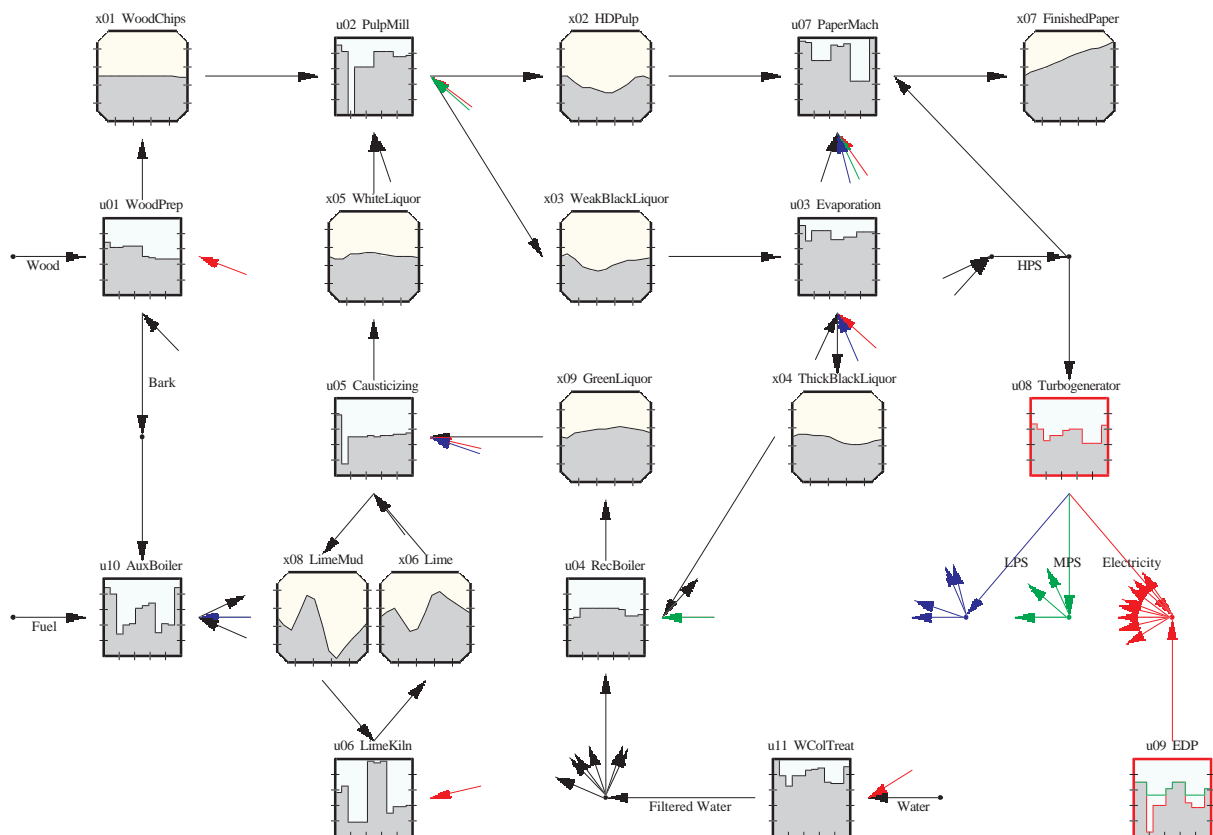 x01 WoodChips
u02 PulpMill
x02 HDPulp
u07 PaperMach
x07 FinishedPaper
u01 WoodPrep
x05 WhiteLiquor
x03 WeakBlackLiquor
u03 Evaporation
Wood
HPS
Bark
u05 Causticizing
x09 GreenLiquor
x04 ThickBlackLiquor
u08 Turbogenerator
u10 AuxBoiler
x08 LimeMud
x06 Lime
u04 RecBoiler
LPS
MPS
Electricity
Fuel
u06 LimeKiln
u11 WColTreat
u09 EDP
Filtered Water
Water